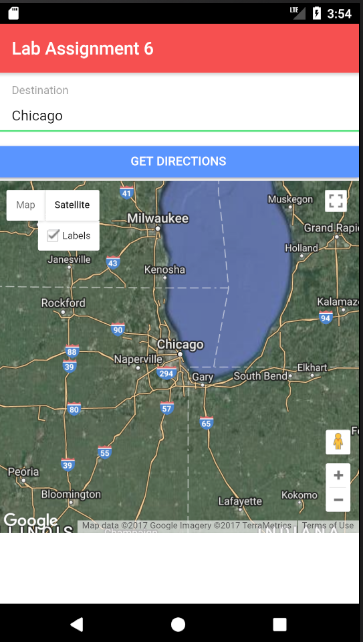 LTE 3:54
Lab Assignment 6
Destination
Chicago
GET DIRECTIONS
Map Satellite
Labels
41
Muskegon
Milwaukee
Grand Rapi
Holland
Janesville
43
Kenosha
Rockford
Kalamaz
90
94
Chicago
88
Naperville
39
294
Gary
South Bend
Elkhart
80
57
65
55
39
Peoria
Bloomington
Lafayette
Kokomo
Google
Map data ©2017 Google Imagery ©2017 TerraMetrics
Terms of Use